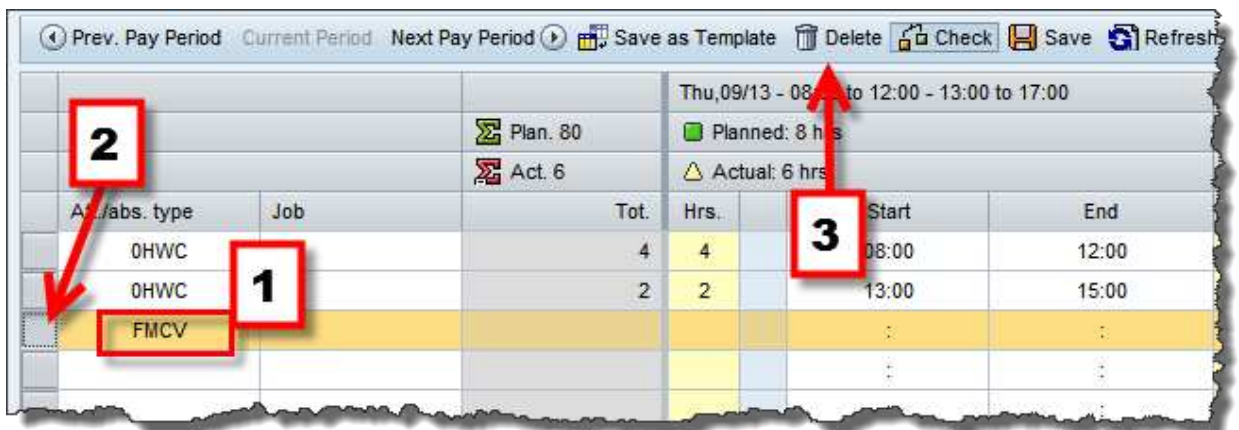 Prev. Pay Period Current Period Next Pay Period Save as Template Delete Check Save Refresh
Thu,09/13 - 08 to 12:00 - 13:00 to 17:00
2 Plan. 80 Planned: 8 hrs
Act. 6 Actual: 6 hrs
/abs. type Job Tot. Hrs. 3 Start End
0HWC 4 4 08:00 12:00
0HWC 1 2 2 13:00 15:00
FMCV : :
: :